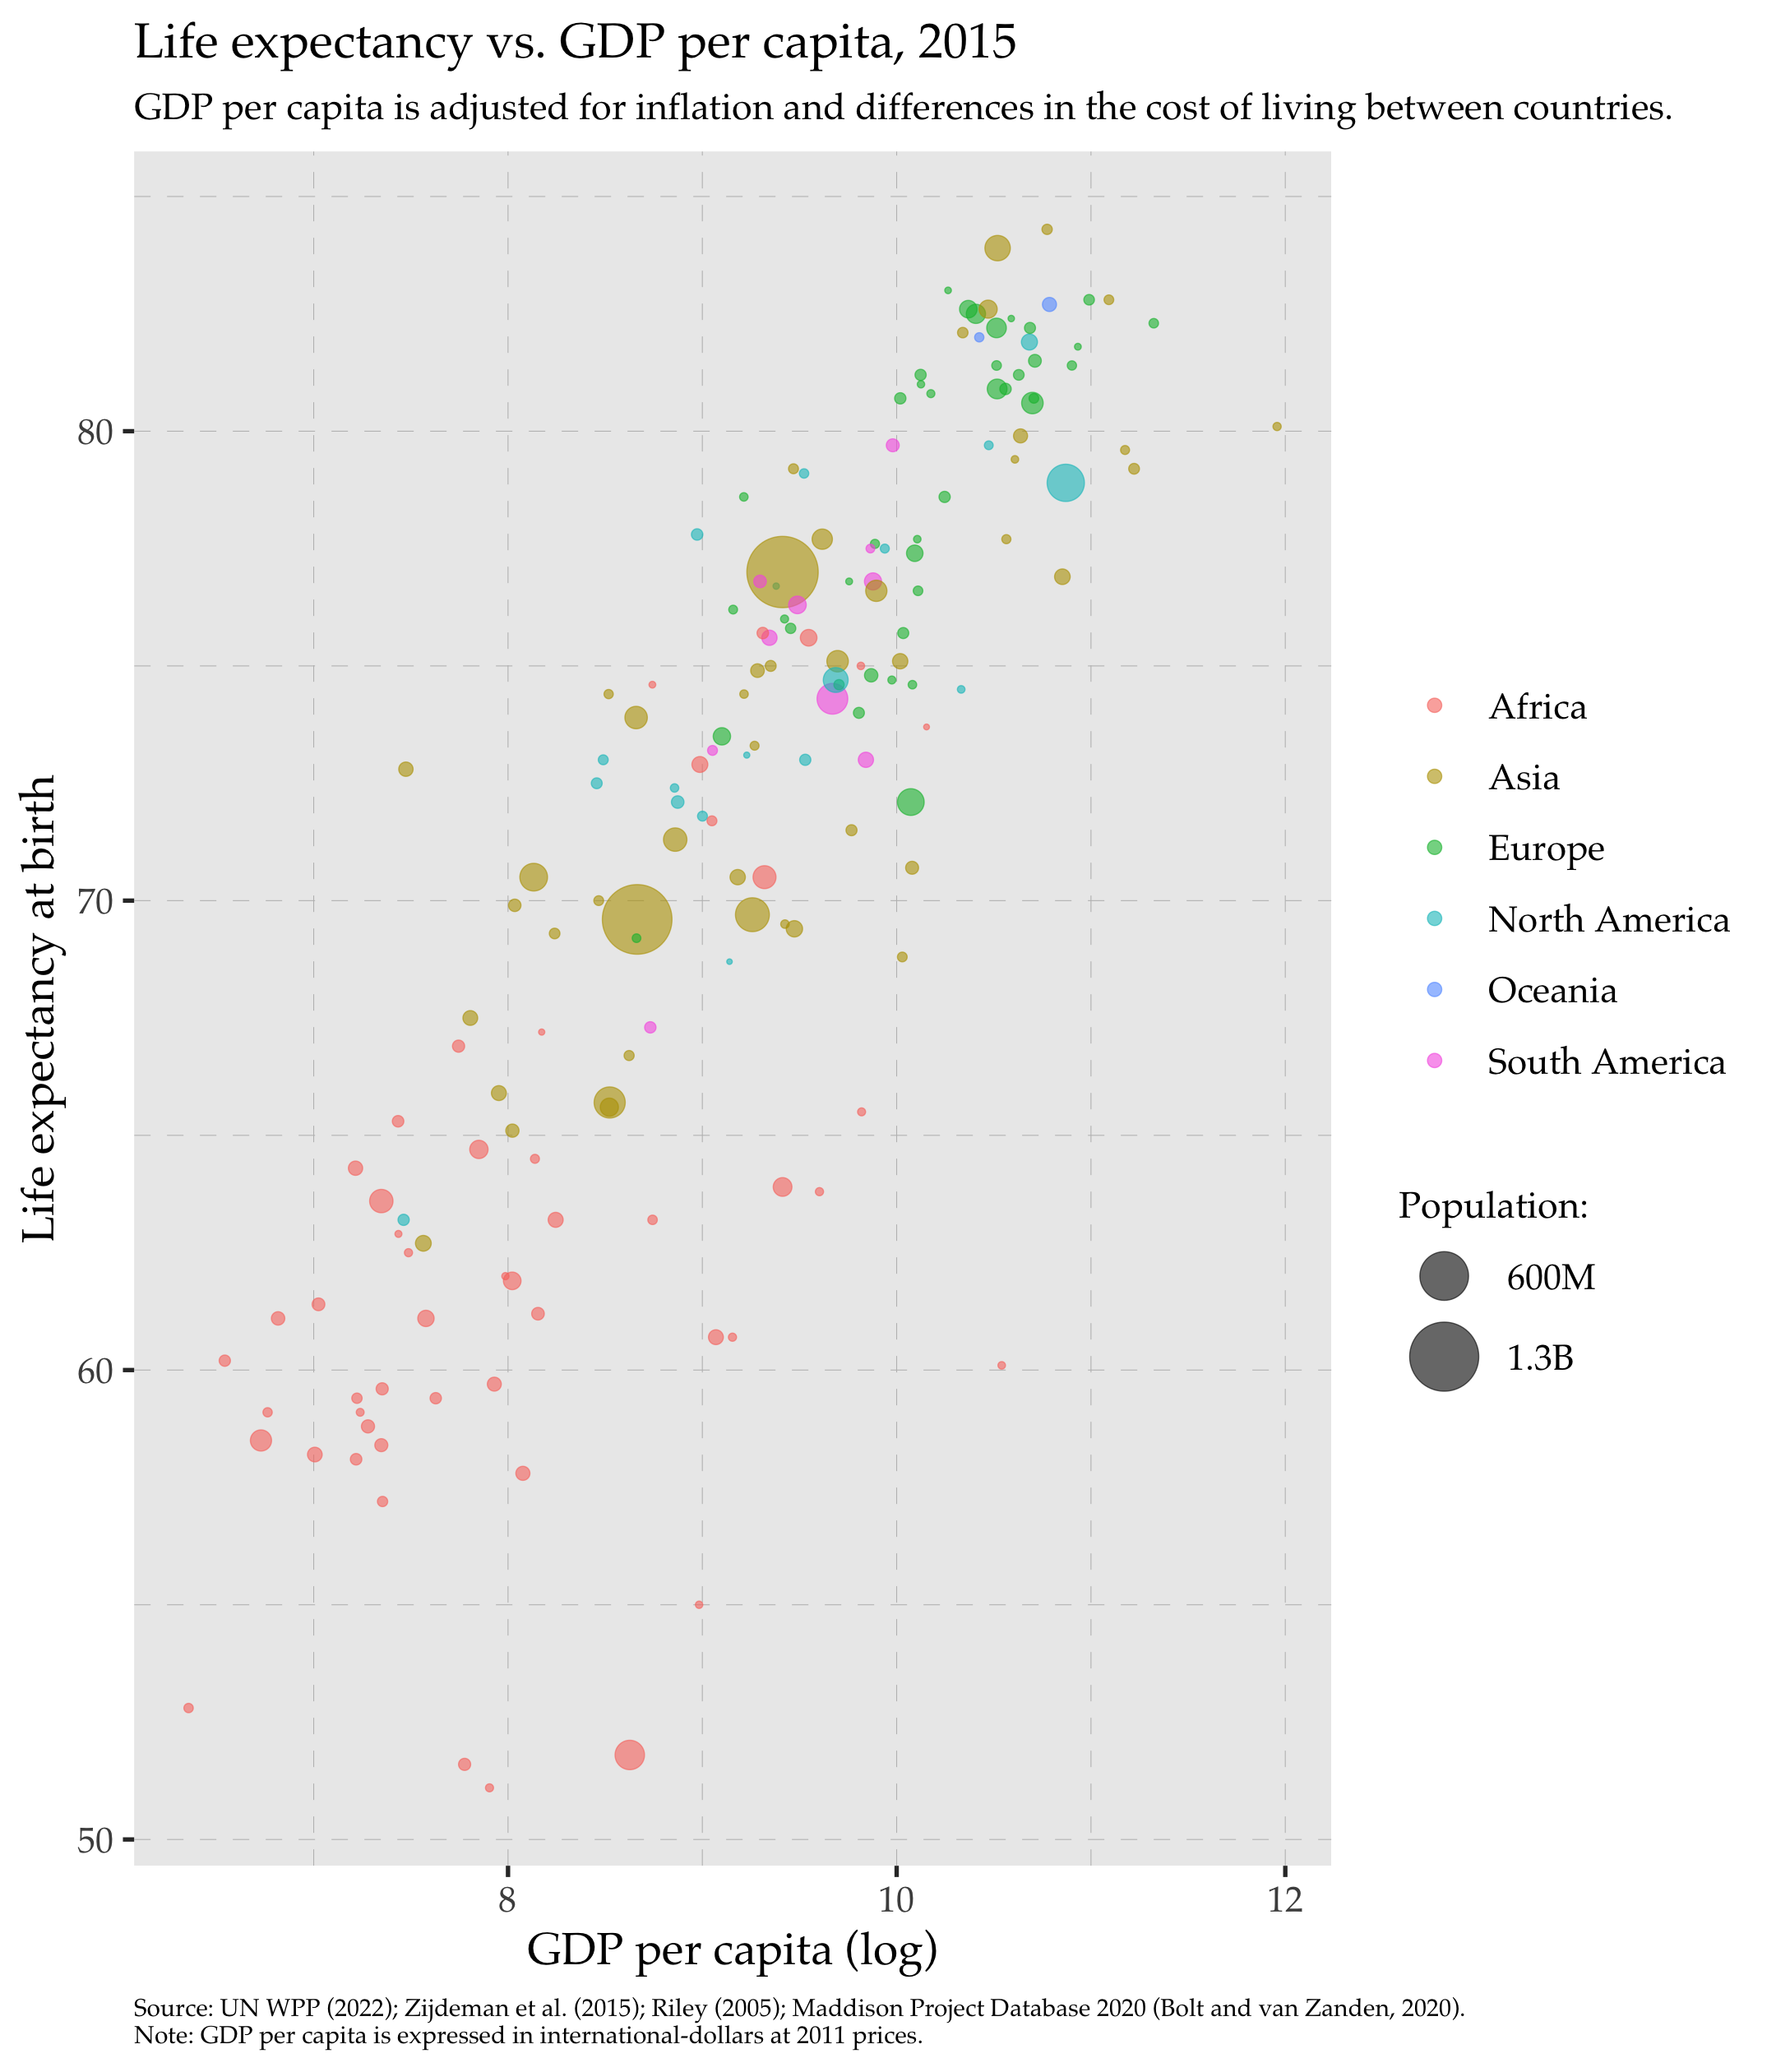 Life expectancy vs. GDP per capita, 2015
GDP per capita is adjusted for inflation and differences in the cost of living between countries.
Life expectancy at birth
80
70
60
50
8
10
12
GDP per capita (log)
Africa
Asia
Europe
North America
Oceania
South America
Population:
600M
1.3B
Source: UN WPP (2022); Zijdeman et al. (2015); Riley (2005); Maddison Project Database 2020 (Bolt and van Zanden, 2020).
Note: GDP per capita is expressed in international-dollars at 2011 prices.